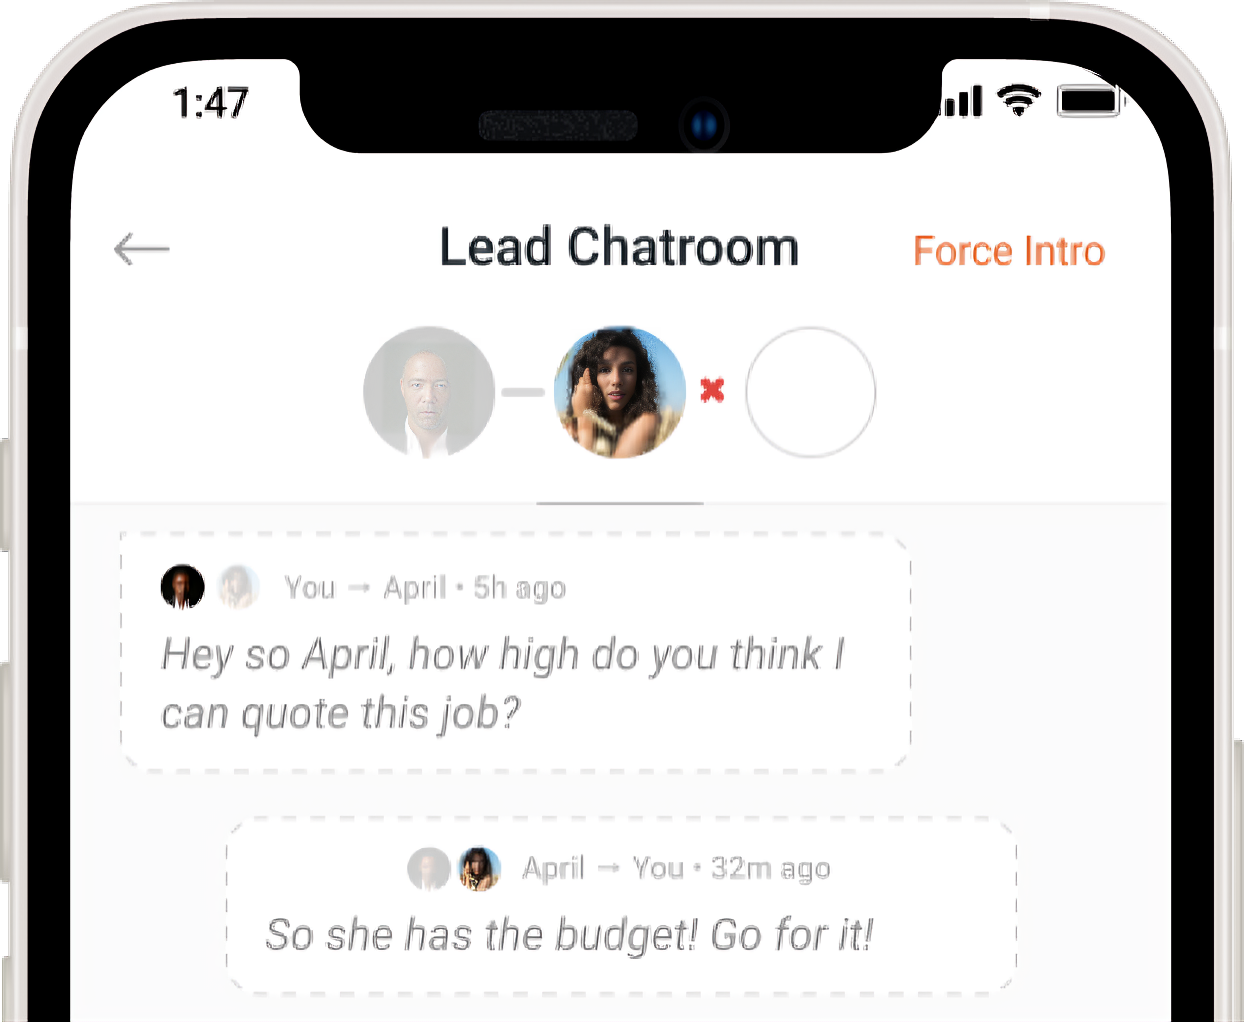 1:47
Lead Chatroom
Force Intro
You → April • 5h ago
Hey so April, how high do you think I
can quote this job?
April → You • 32m ago
So she has the budget! Go for it!